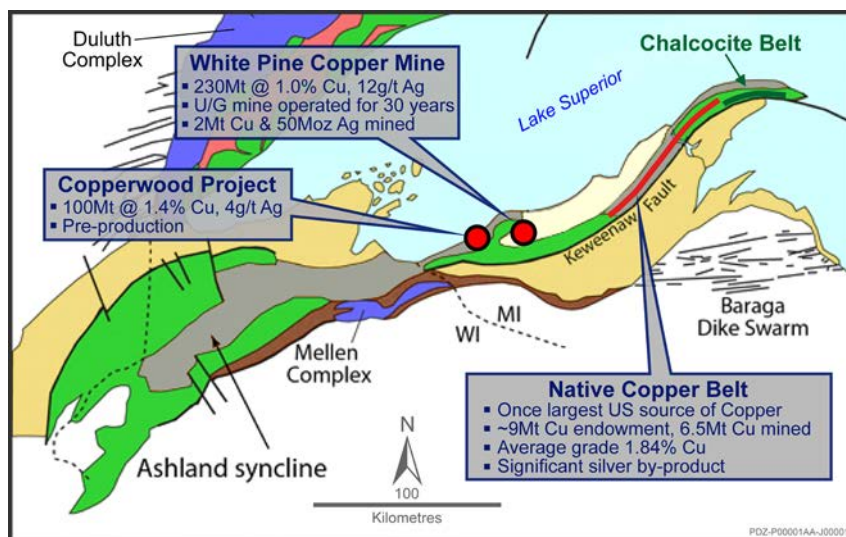 Duluth
Complex
White Pine Copper Mine
▪ 230Mt @ 1.0% Cu, 12g/t Ag
▪ U/G mine operated for 30 years
▪ 2Mt Cu & 50Moz Ag mined
Chalcocite Belt
Lake Superior
Copperwood Project
▪ 100Mt @ 1.4% Cu, 4g/t Ag
▪ Pre-production
Keweenaw Fault
Baraga
Dike Swarm
WI
MI
Mellen
Complex
Native Copper Belt
▪ Once largest US source of Copper
▪ ~9Mt Cu endowment, 6.5Mt Cu mined
▪ Average grade 1.84% Cu
▪ Significant silver by-product
Ashland syncline
N
100
Kilometres
PDZ-P00001AA-J00001